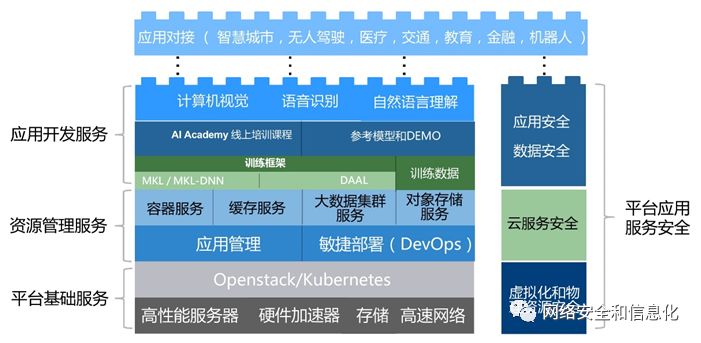 应用对接（ 智慧城市，无人驾驶，医疗，交通，教育，金融，机器人 ）
计算机视觉 语音识别 自然语言理解
应用开发服务
AI Academy 线上培训课程 参考模型和DEMO
训练框架
MKL / MKL-DNN DAAL
训练数据
应用安全
数据安全
资源管理服务
容器服务 缓存服务 大数据集群
服务 对象存储
服务
应用管理 敏捷部署（DevOps）
云服务安全
平台应用
服务安全
平台基础服务
Openstack/Kubernetes
高性能服务器 硬件加速器 存储 高速网络
虚拟化和物
资源安全
网络安全和信息化